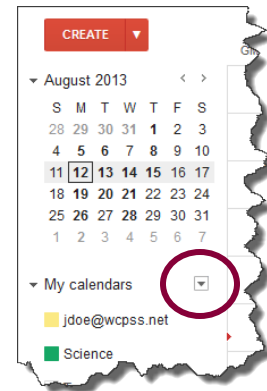 CREATE
August 2013 < >
S M T W T F S
28 29 30 31 1 2 3
4 5 6 7 8 9 10
11 12 13 14 15 16 17
18 19 20 21 22 23 24
25 26 27 28 29 30 31
1 2 3 4 5 6 7
My calendars
jdoe@wcpss.net
Science